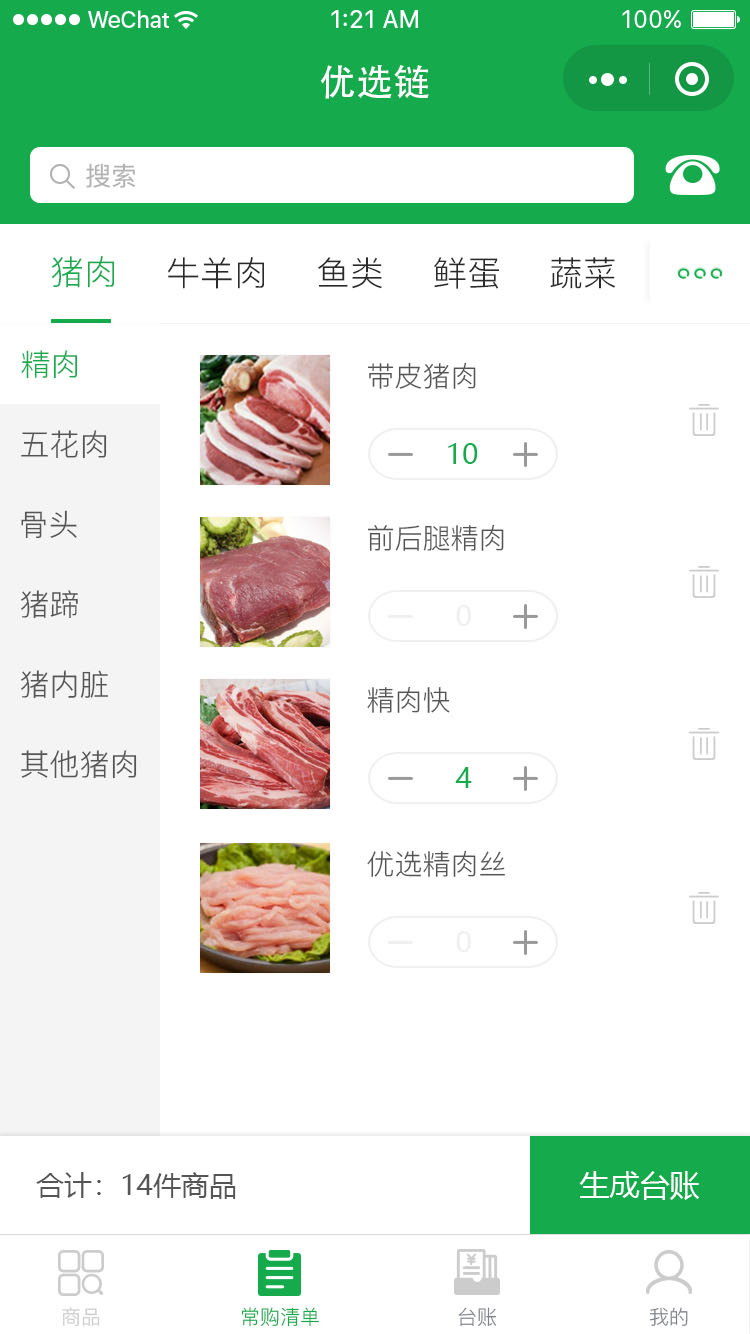 WeChat 1:21 AM 100%
优选链
搜索
猪肉 牛羊肉 鱼类 鲜蛋 蔬菜
精肉
五花肉
骨头
猪蹄
猪内脏
其他猪肉
带皮猪肉
10
前后腿精肉
0
精肉快
4
优选精肉丝
0
合计：14件商品
生成台账
商品 常购清单 台账 我的